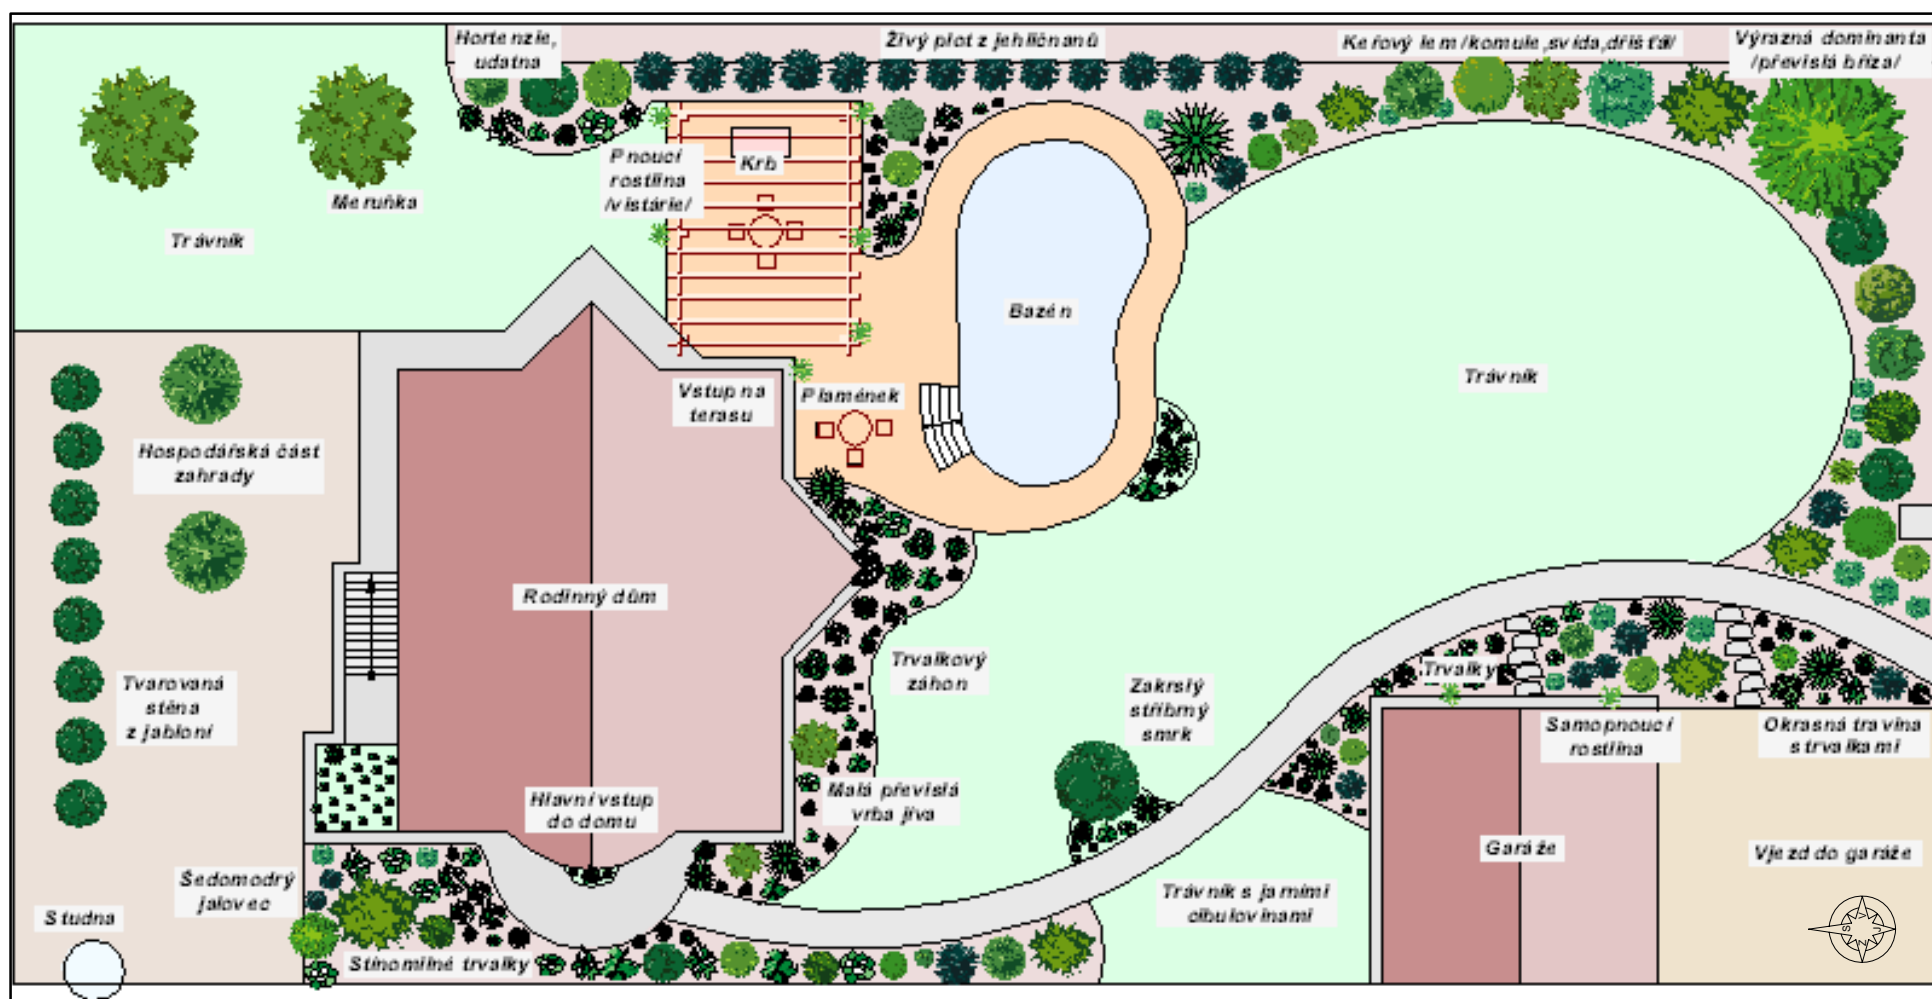 Hortenzie,
udatna
Živý plot z jehličnanů
Keřový lem /komule,svída,dřišťál/
Výrazná dominanta
/převislá bříza/
Pnoucí
rostlina
/vistárie/
Krb
Meruňka
Trávník
Bazén
Trávník
Vstup na
terasu
Plamének
Hospodářská část
zahrady
Rodinný dům
Trvalkový
záhon
Trvalky
Tvarovaná
stěna
z jabloní
Zakrslý
stříbrný
smrk
Samopnoucí
rostlina
Okrasná travina
s trvalkami
Hlavní vstup
do domu
Malá převislá
vrba jíva
Garáže
Vjezd do garáže
Šedomodrý
jalovec
Trávník s jarními
cibulovinami
Studna
Stínomilné trvalky